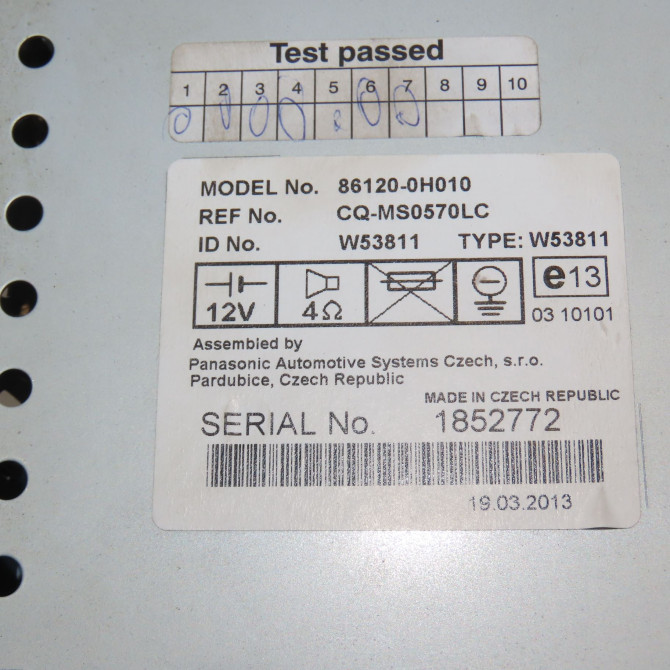 Test passed
1 2 3 4 5 6 7 8 9 10
MODEL No. 86120-0H010
REF No. CQ-MS0570LC
ID No. W53811 TYPE: W53811
12V 4Ω e13
03 10101
Assembled by
Panasonic Automotive Systems Czech, s.r.o.
Pardubice, Czech Republic
MADE IN CZECH REPUBLIC
SERIAL No. 1852772
19.03.2013